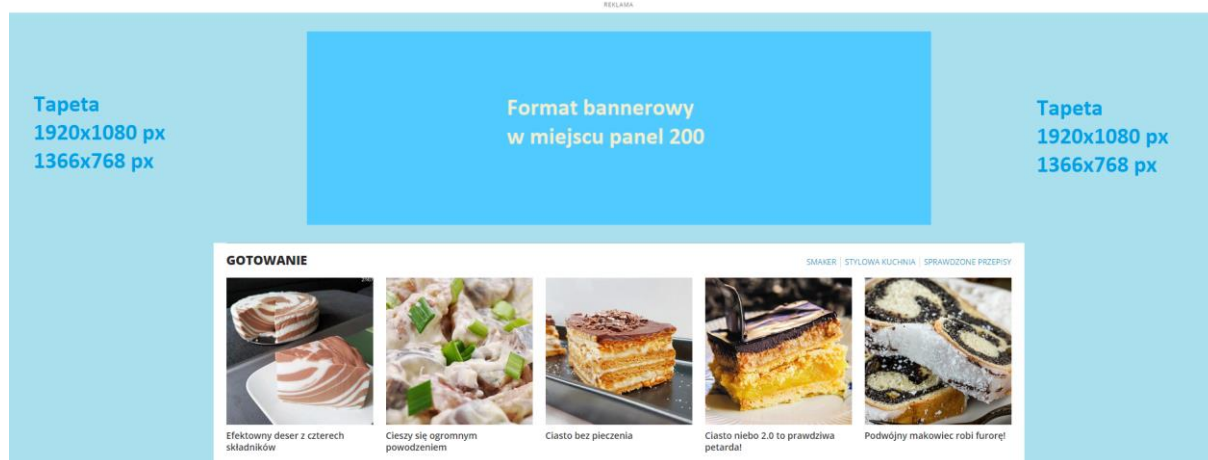 REKLAMA
Tapeta
1920x1080 px
1366x768 px
Format bannerowy
w miejscu panel 200
Tapeta
1920x1080 px
1366x768 px
GOTOWANIE
SMAKER | STYLOWA KUCHNIA | SPRAWDZONE PRZEPISY
Efektowny deser z czterech
składników
Cieszy się ogromnym
powodzeniem
Ciasto bez pieczenia
Ciasto niebo 2.0 to prawdziwa
petarda!
Podwójny makowiec robi furorę!